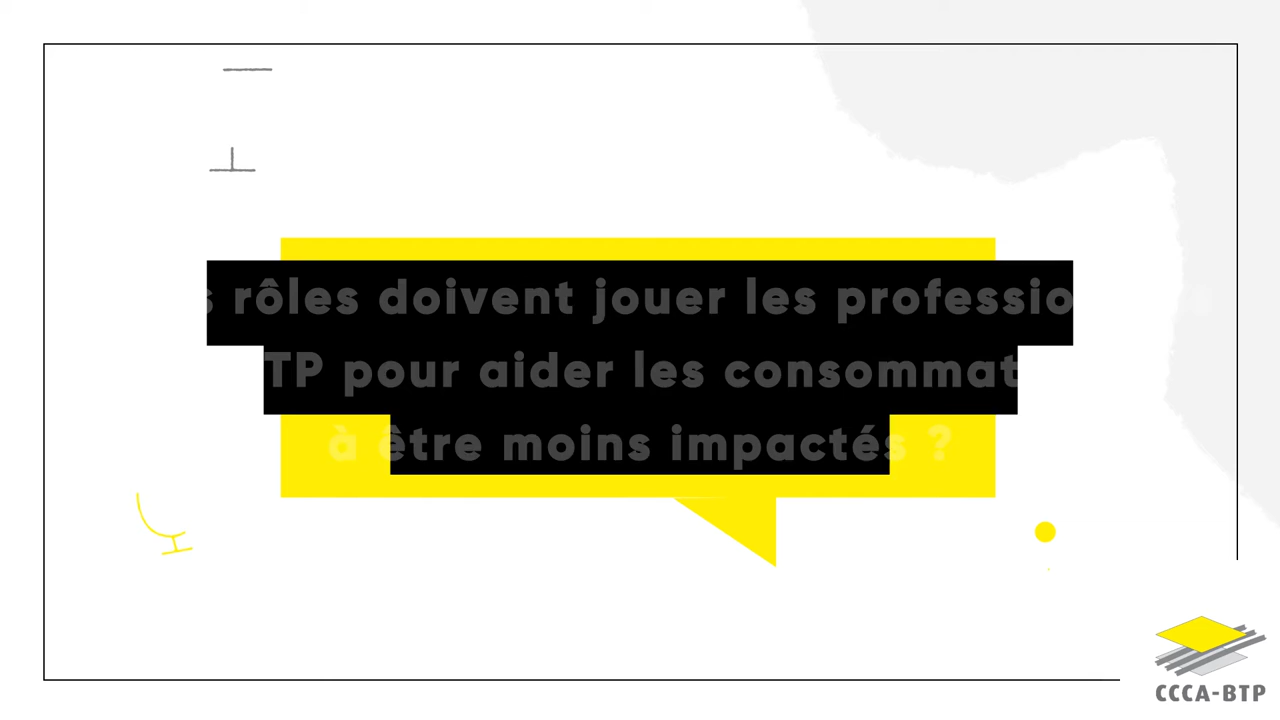 rôles doivent jouer les professio
TP pour aider les consommat
à être moins impactés ?
CCCA-BTP